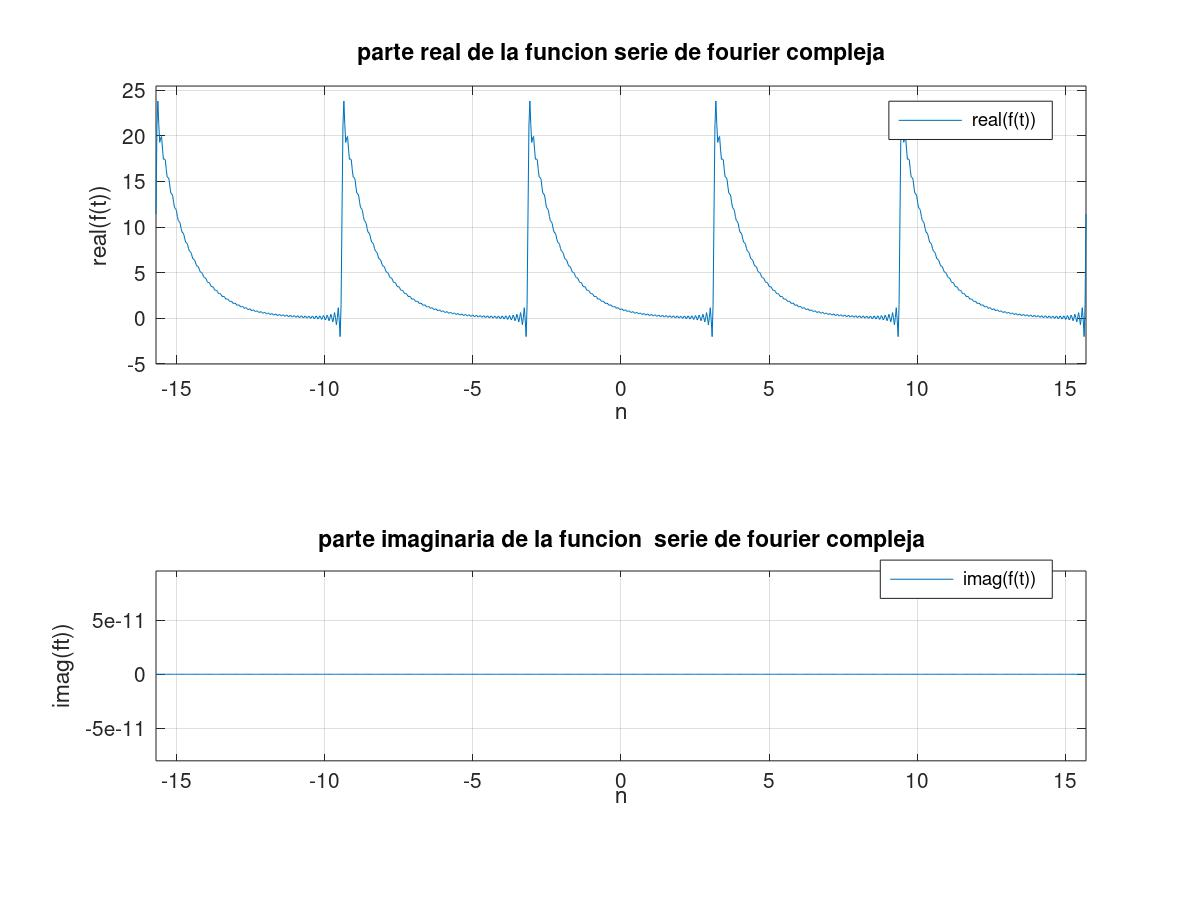 parte real de la funcion serie de fourier compleja
25
20
15
10
5
0
-5
real(f(t))
real(f(t))
-15 -10 -5 0 5 10 15
n
parte imaginaria de la funcion  serie de fourier compleja
imag(f(t))
5e-11
0
-5e-11
imag(ft))
-15 -10 -5 0 5 10 15
n